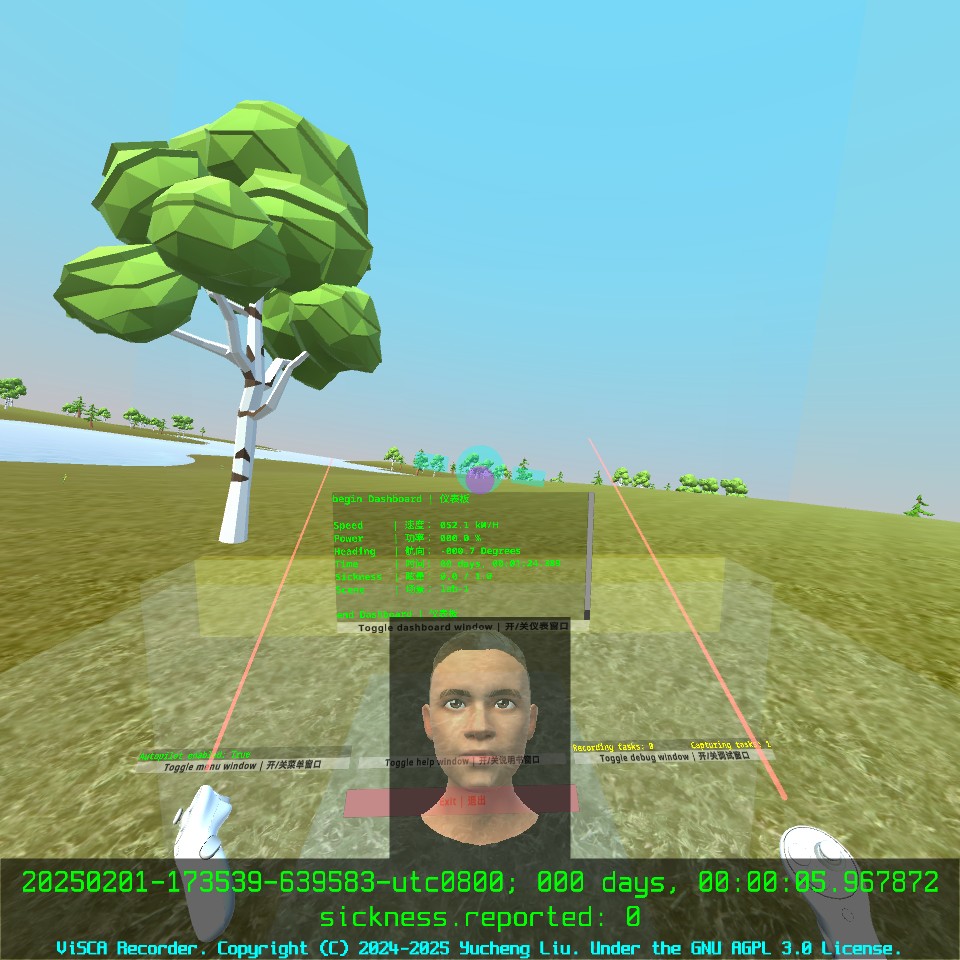 begin Dashboard | 仪表板
Speed | 速度: 052.1 kM/H
Power | 功率: 000.0 %
Heading | 航向: -000.7 Degrees
Time
Sickness
Scene
end Dashboard | 仪表板
Toggle dashboard window | 开/关仪表窗口
Autopilot enabled: True
Recording tasks: 0 Capturing tasks: 1
Toggle menu window | 开/关菜单窗口
Toggle help window | 开/关说明书窗口
Toggle debug window | 开/关调试窗口
Exit | 退出
20250201-173539-639583-utc0800; 000 days, 00:00:05.967872
sickness.reported: 0
ViSCA Recorder. Copyright (C) 2024-2025 Yucheng Liu. Under the GNU AGPL 3.0 License.